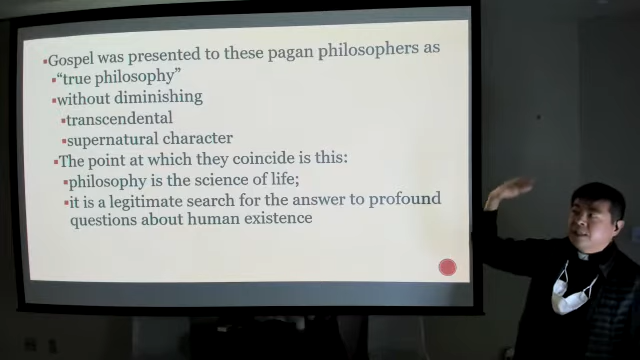 Gospel was presented to these pagan philosophers as
“true philosophy”
without diminishing
transcendental
supernatural character
The point at which they coincide is this:
philosophy is the science of life;
it is a legitimate search for the answer to profound
questions about human existence